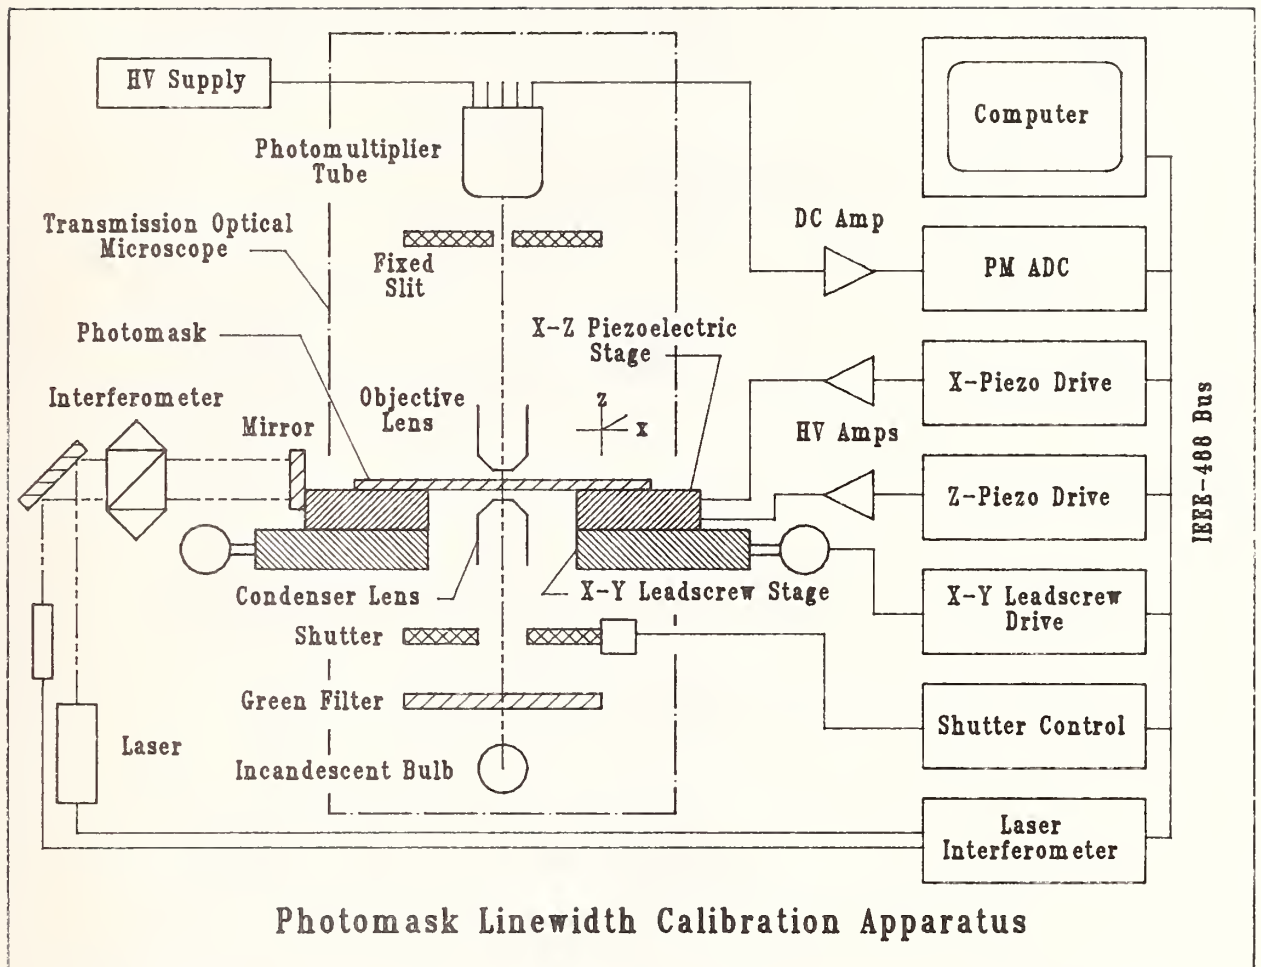 HV Supply
Photomultiplier
Tube
Computer
Transmission Optical
Microscope
DC Amp
Fixed
Slit
PM ADC
Photomask
X-Z Piezoelectric
Stage
X-Piezo Drive
Interferometer
Mirror
Objective
Lens
Z
X
HV Amps
IEEE-488 Bus
Z-Piezo Drive
Condenser Lens
X-Y Leadscrew Stage
X-Y Leadscrew
Drive
Shutter
Green Filter
Shutter Control
Laser
Incandescent Bulb
Laser
Interferometer
Photomask Linewidth Calibration Apparatus